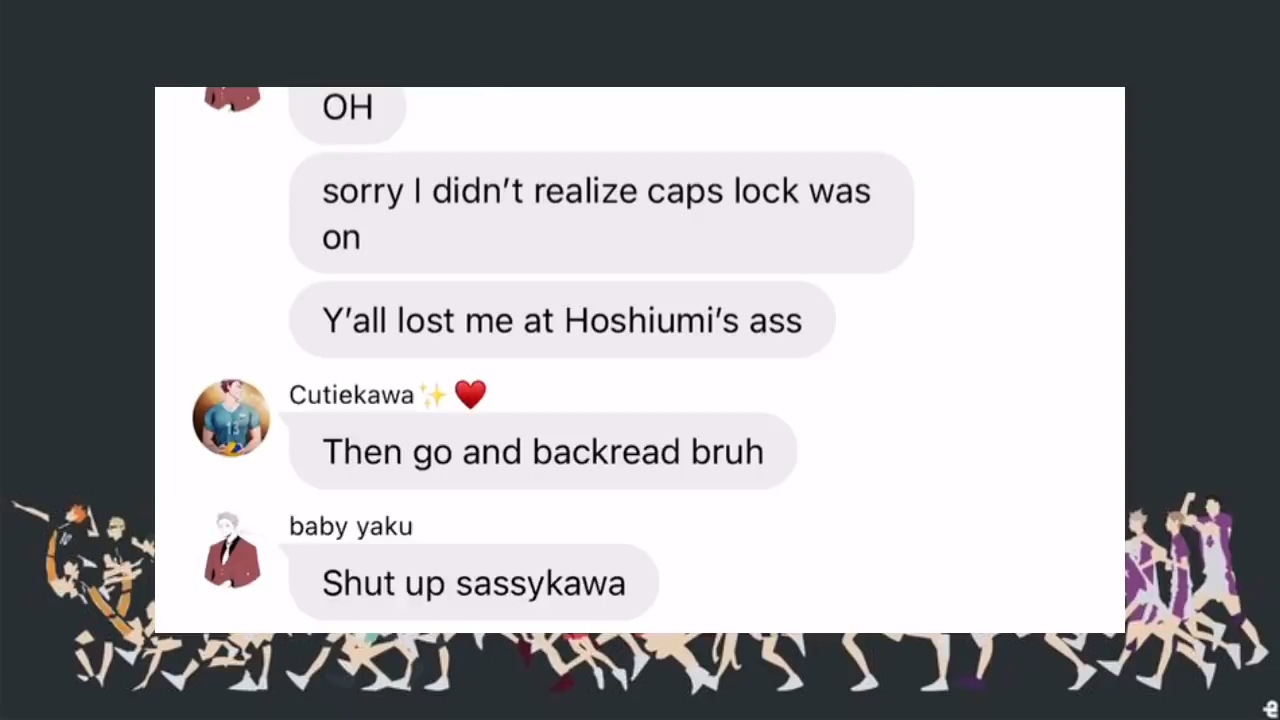 OH
sorry I didn’t realize caps lock was
on
Y’all lost me at Hoshiumi’s ass
Cutiekawa✨ ♥️
Then go and backread bruh
baby yaku
Shut up sassykawa